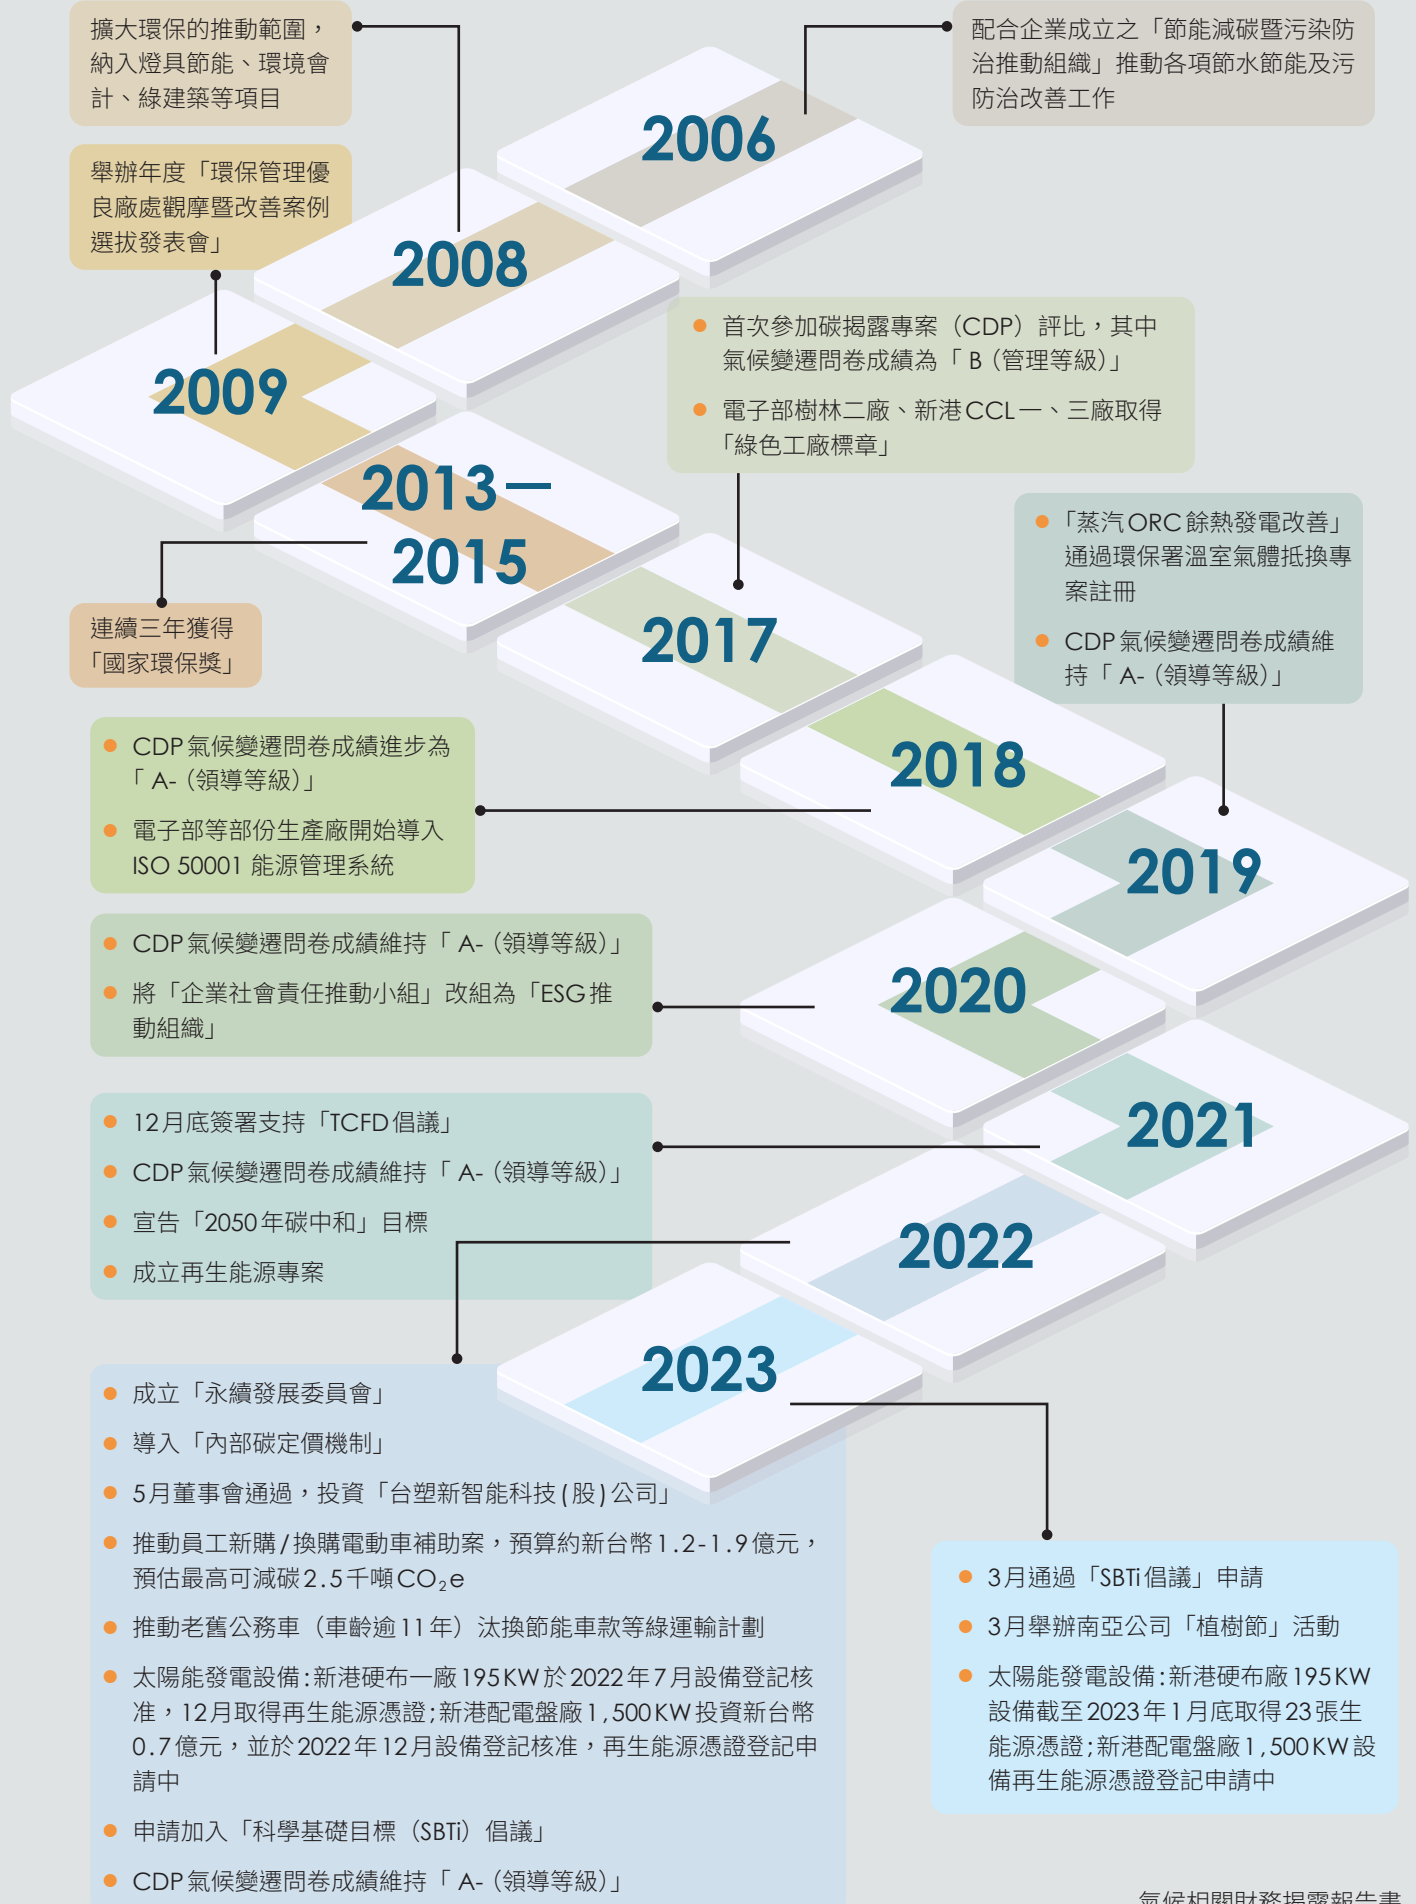 配合企業成立之「節能減碳暨污染防
治推動組織」推動各項節水節能及污
防治改善工作
2006
擴大環保的推動範圍，
納入燈具節能、環境會
計、綠建築等項目
2008
舉辦年度「環保管理優
良廠處觀摩暨改善案例
選拔發表會」
2009
2013—
2015
連續三年獲得
「國家環保獎」
● 首次參加碳揭露專案（CDP）評比，其中
氣候變遷問卷成績為「 B（管理等級）」
● 電子部樹林二廠、新港CCL一、三廠取得
「綠色工廠標章」
2017
● CDP氣候變遷問卷成績進步為
「 A-（領導等級）」
● 電子部等部份生產廠開始導入
ISO 50001 能源管理系統
2018
● 「蒸汽ORC餘熱發電改善」
通過環保署溫室氣體抵換專
案註冊
● CDP氣候變遷問卷成績維
持「 A-（領導等級）」
2019
● CDP氣候變遷問卷成績維持「 A-（領導等級）」
● 將「企業社會責任推動小組」改組為「ESG推
動組織」
2020
● 12月底簽署支持「TCFD倡議」
● CDP氣候變遷問卷成績維持「 A-（領導等級）」
● 宣告「2050年碳中和」目標
● 成立再生能源專案
2021
2022
● 成立「永續發展委員會」
● 導入「內部碳定價機制」
● 5月董事會通過，投資「台塑新智能科技(股)公司」
● 推動員工新購/換購電動車補助案，預算約新台幣1.2-1.9億元，
預估最高可減碳2.5千噸CO₂e
● 推動老舊公務車（車齡逾11年）汰換節能車款等綠運輸計劃
● 太陽能發電設備:新港硬布一廠195KW於2022年7月設備登記核
准，12月取得再生能源憑證;新港配電盤廠1,500KW投資新台幣
0.7億元，並於2022年12月設備登記核准，再生能源憑證登記申
請中
● 申請加入「科學基礎目標（SBTi）倡議」
● CDP氣候變遷問卷成績維持「 A-（領導等級）」
2023
● 3月通過「SBTi倡議」申請
● 3月舉辦南亞公司「植樹節」活動
● 太陽能發電設備:新港硬布廠195KW
設備截至2023年1月底取得23張生
能源憑證;新港配電盤廠1,500KW設
備再生能源憑證登記申請中
氣候相關財務揭露報告書